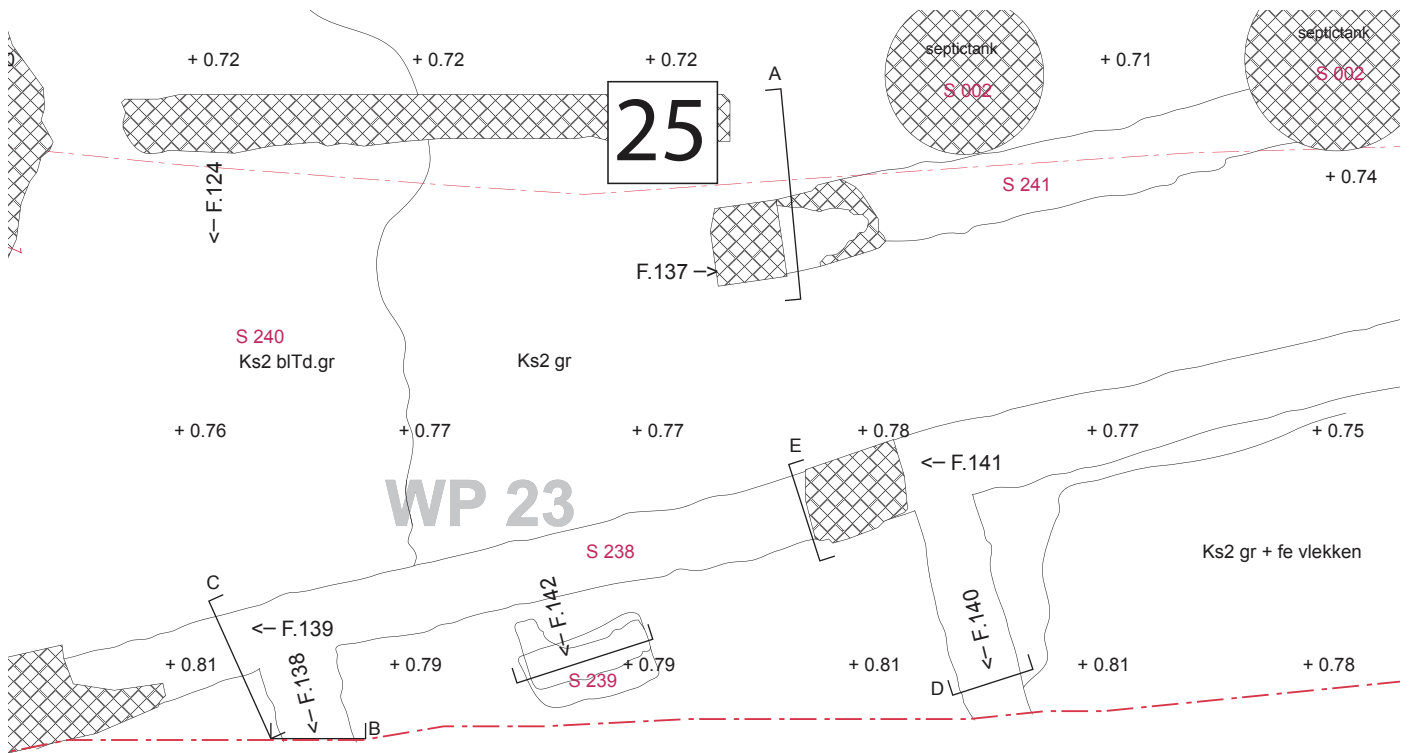 septictank
septictank
+ 0.72
+ 0.72
+ 0.72
+ 0.71
A
S 002
S 002
25
+ 0.74
S 241
<– F.124
F.137 –>
S 240
Ks2 blTd.gr
Ks2 gr
+ 0.76
+ 0.77
+ 0.77
+ 0.78
+ 0.77
+ 0.75
E
<– F.141
WP 23
S 238
Ks2 gr + fe vlekken
C
<– F.142
<– F.139
<– F.140
+ 0.81
<– F.138
+ 0.79
+ 0.79
+ 0.81
+ 0.81
+ 0.78
S 239
D
B